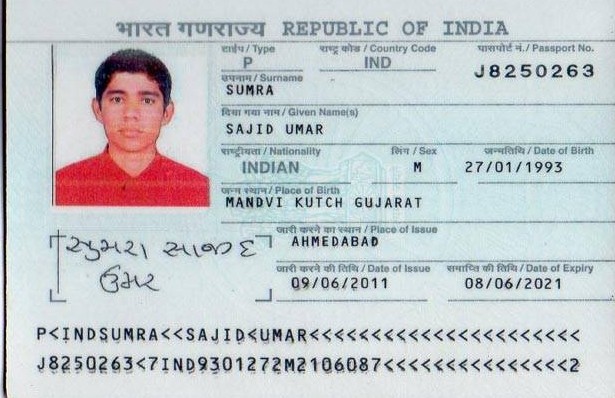 भारत गणराज्य REPUBLIC OF INDIA
टाईप / Type राष्ट्र कोड / Country Code पासपोर्ट नं. / Passport No.
P IND J8250263
उपनाम / Surname
SUMRA
दिया गया नाम / Given Name(s)
SAJID UMAR
राष्ट्रीयता / Nationality लिंग / Sex जन्मतिथि / Date of Birth
INDIAN M 27/01/1993
जन्म स्थान / Place of Birth
MANDVI KUTCH GUJARAT
जारी करने का स्थान / Place of Issue
AHMEDABAD
સુમરા સાજીદ
ઉમર
जारी करने की तिथि / Date of Issue समाप्ति की तिथि / Date of Expiry
09/06/2011 08/06/2021
P<INDSUMRA<<SAJID<UMAR<<<<<<<<<<<<<<<<<<<<<<
J8250263<7IND9301272M2106087<<<<<<<<<<<<<<<2